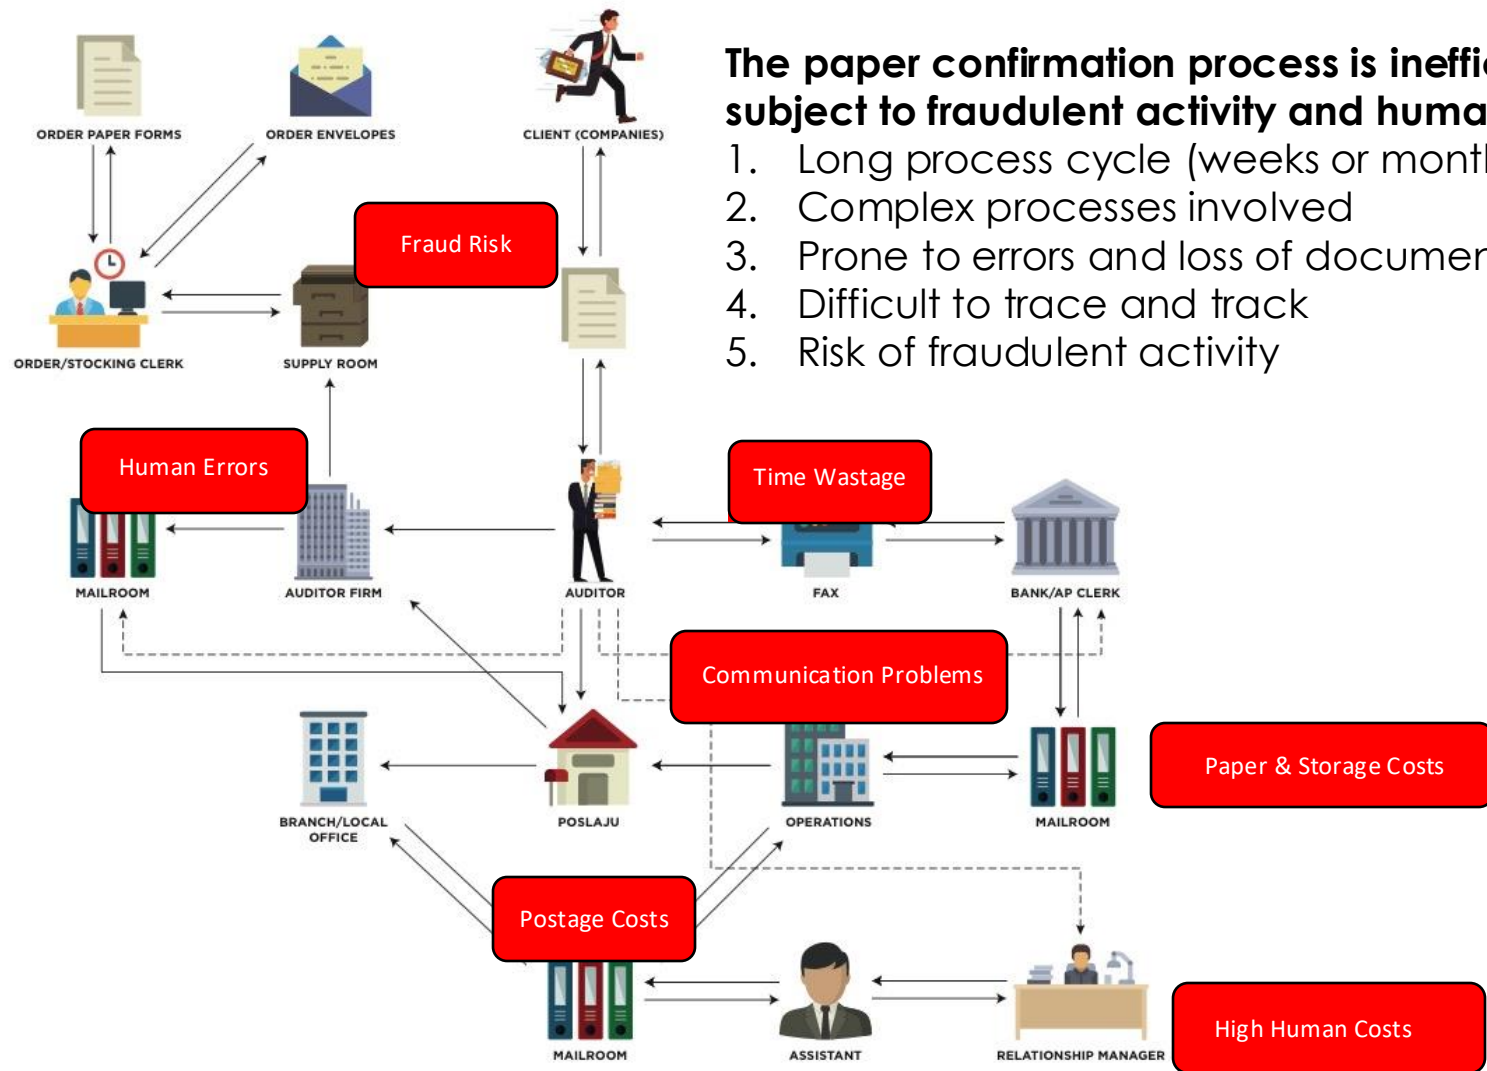 The paper confirmation process is
subject to fraudulent activity and
1. Long process cycle (weeks or
2. Complex processes involved
3. Prone to errors and loss of
4. Difficult to trace and track
5. Risk of fraudulent activity
ORDER PAPER FORMS
ORDER ENVELOPES
CLIENT (COMPANIES)
Fraud Risk
ORDER/STOCKING CLERK
SUPPLY ROOM
Human Errors
Time Wastage
MAILROOM
AUDITOR FIRM
AUDITOR
FAX
BANK/AP CLERK
Communication Problems
Paper & Storage Costs
BRANCH/LOCAL
OFFICE
POSLAJU
OPERATIONS
MAILROOM
Postage Costs
MAILROOM
ASSISTANT
RELATIONSHIP MANAGER
High Human Costs